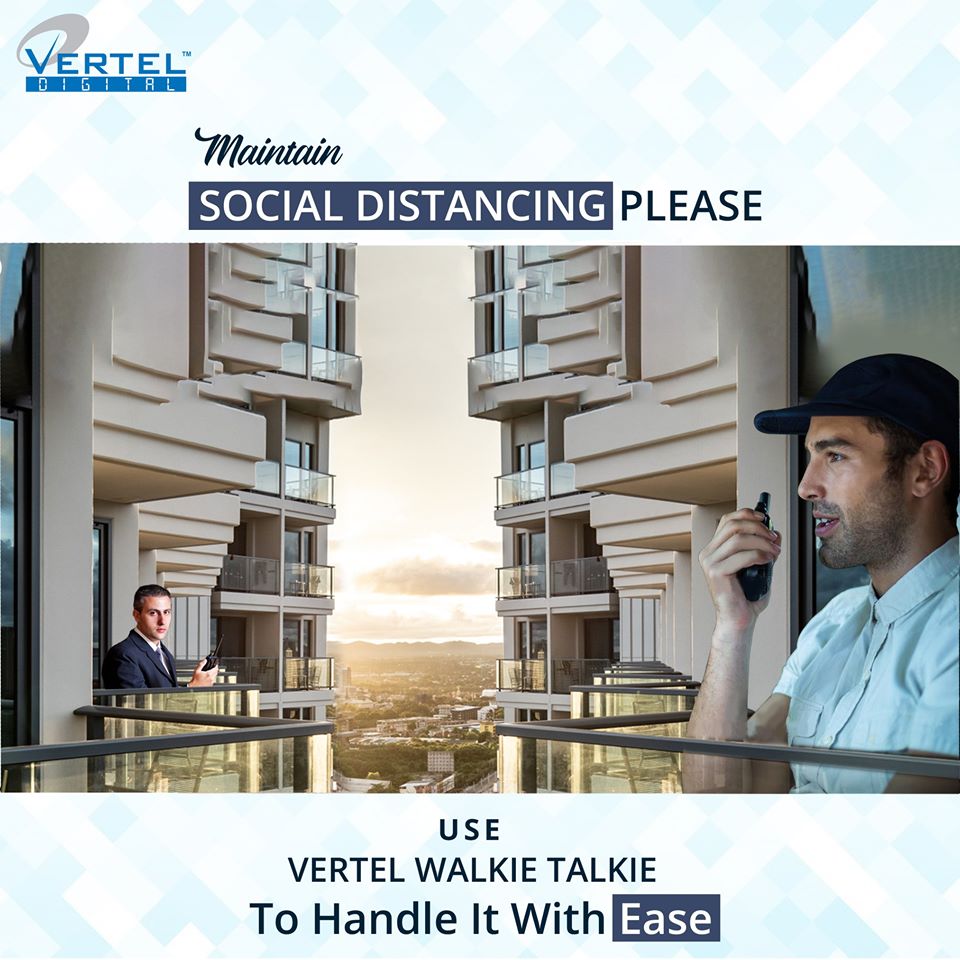 VERTEL™
DIGITAL
Maintain
SOCIAL DISTANCING PLEASE
USE
VERTEL WALKIE TALKIE
To Handle It With Ease